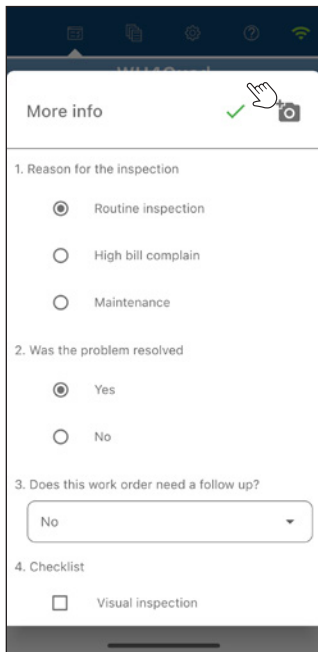 More info
1. Reason for the inspection
Routine inspection
High bill complain
Maintenance
2. Was the problem resolved
Yes
No
3. Does this work order need a follow up?
No
4. Checklist
Visual inspection